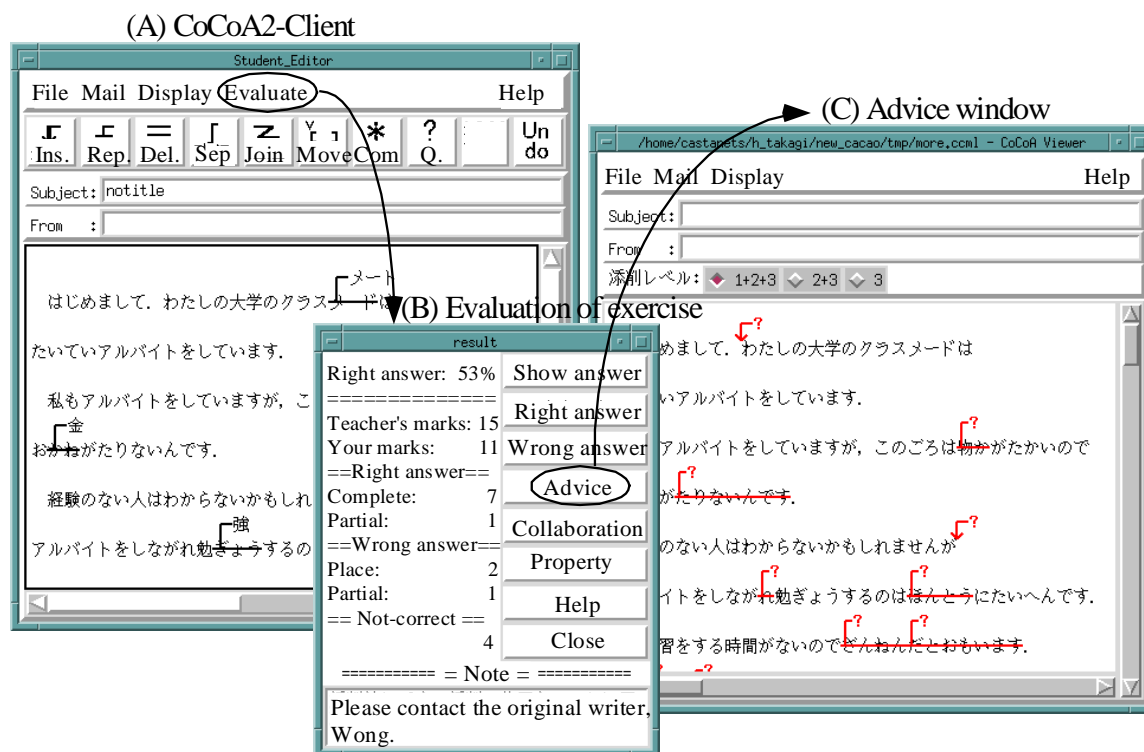 (A) CoCoA2-Client
Student_Editor
File Mail Display Evaluate Help
Ins. Rep. Del. Sep Join Move Com ? Q. Un do
Subject: notitle
From :
メート
はじめまして．わたしの大学のクラスメードは
たいていアルバイトをしています．
私もアルバイトをしていますが，こ
金
おかねがたりないんです．
経験のない人はわからないかもしれ
強
アルバイトをしながれ勉ぎょうするの
(B) Evaluation of exercise
result
Right answer: 53%
==============
Teacher's marks: 15
Your marks: 11
==Right answer==
Complete: 7
Partial: 1
==Wrong answer==
Place: 2
Partial: 1
== Not-correct ==
4
=========== = Note = ===========
Please contact the original writer,
Wong.
Show answer
Right answer
Wrong answer
Advice
Collaboration
Property
Help
Close
(C) Advice window
/home/castanets/h_takagi/new_cacao/tmp/more.ccml - CoCoA Viewer
File Mail Display Help
Subject:
From :
添削レベル: 1+2+3 2+3 3
?
めまして．わたしの大学のクラスメードは
いアルバイトをしています．
?
アルバイトをしていますが，このごろは物かがたかいので
?
がたりないんです．
?
のない人はわからないかもしれませんが
? ?
イトをしながれ勉ぎょうするのはほんとうにたいへんです．
? ?
習をする時間がないのでざんねんだとおもいます．
? ?